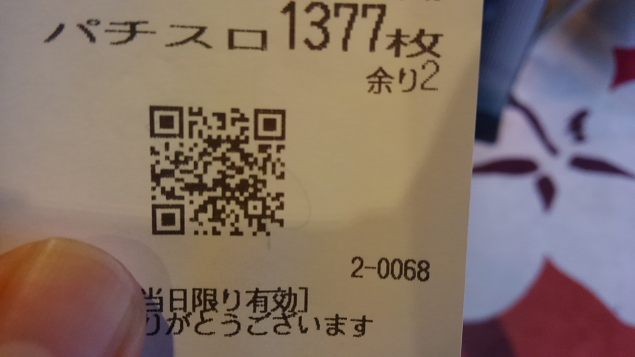 パチスロ 1377枚
余り2
2-0068
当日限り有効]
りがとうございます